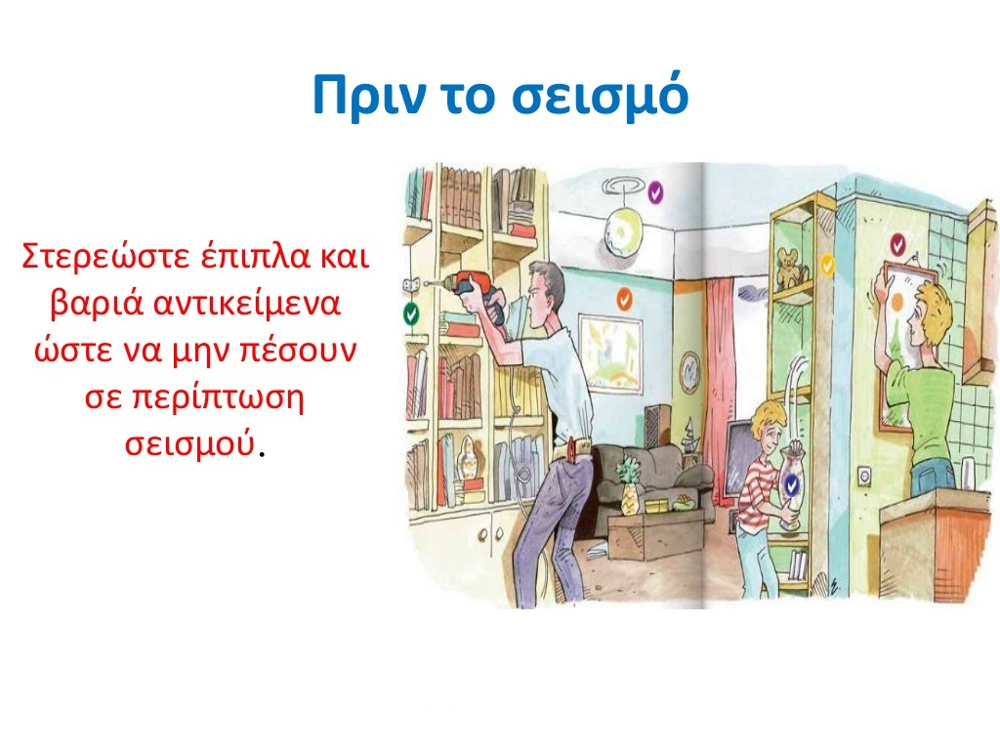 Πριν το σεισμό
Στερεώστε έπιπλα και
βαριά αντικείμενα
ώστε να μην πέσουν
σε περίπτωση
σεισμού.